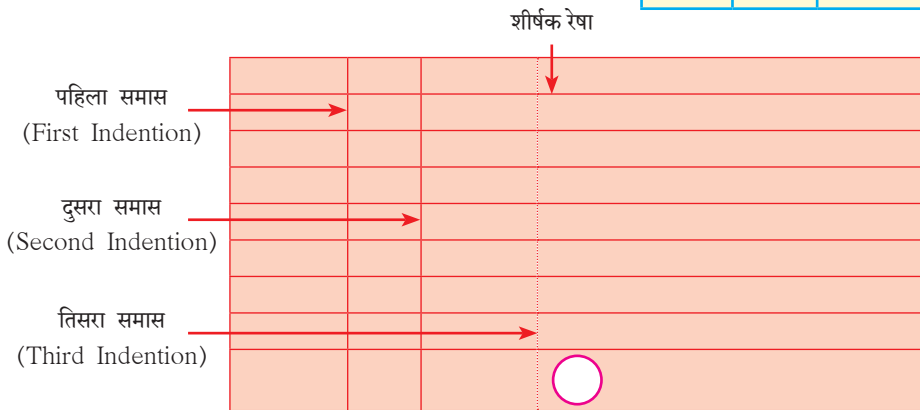 शीर्षक रेषा
पहिला समास
(First Indention)
दुसरा समास
(Second Indention)
तिसरा समास
(Third Indention)